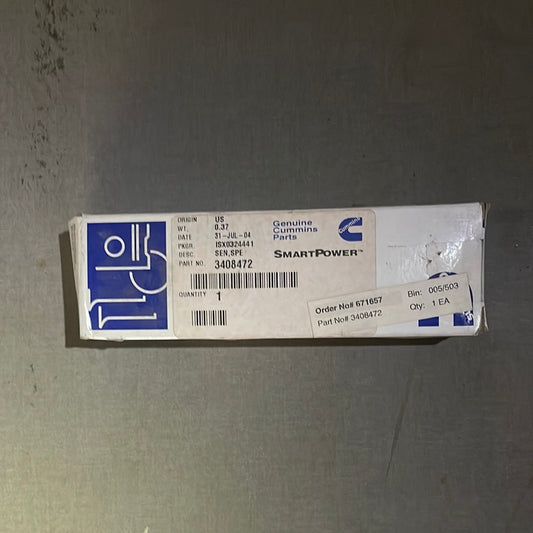 ORIGIN US
WT. 0.37
DATE 31-JUL-04
PKGR. ISX0324441
DESC. SEN,SPE
PART NO. 3408472
QUANTITY 1
Genuine
Cummins
Parts
SMARTPOWER™
Order No# 671657 Bin: 005/503
Part No# 3408472 Qty: 1 EA